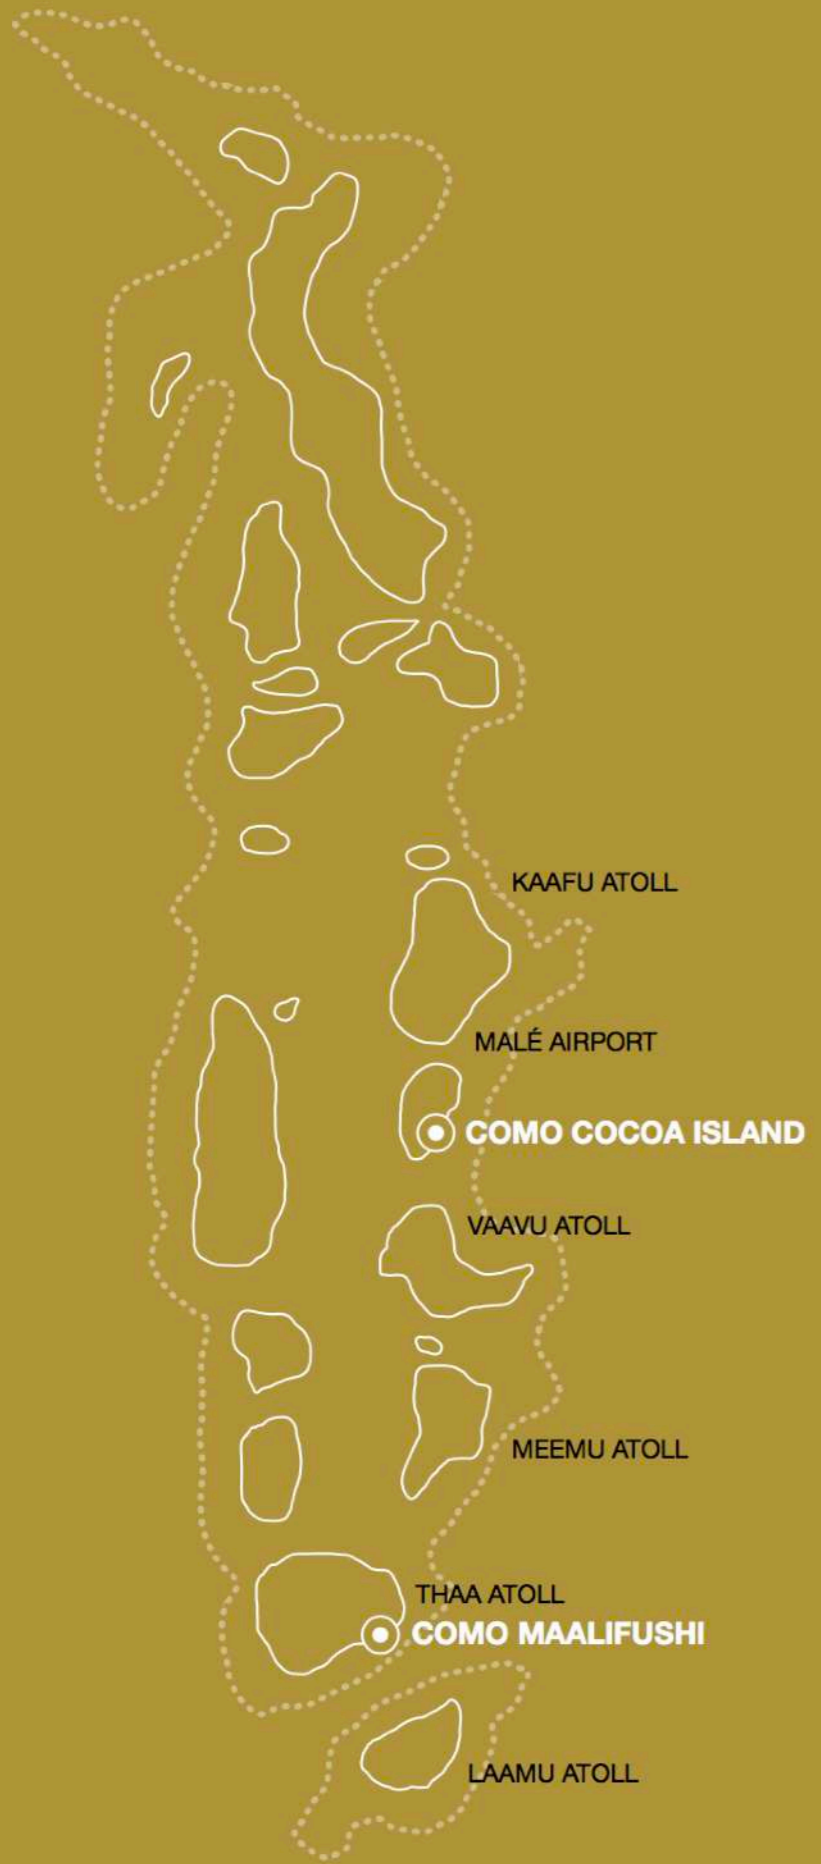 KAAFU ATOLL
MALÉ AIRPORT
COMO COCOA ISLAND
VAAVU ATOLL
MEEMU ATOLL
THAA ATOLL
COMO MAALIFUSHI
LAAMU ATOLL